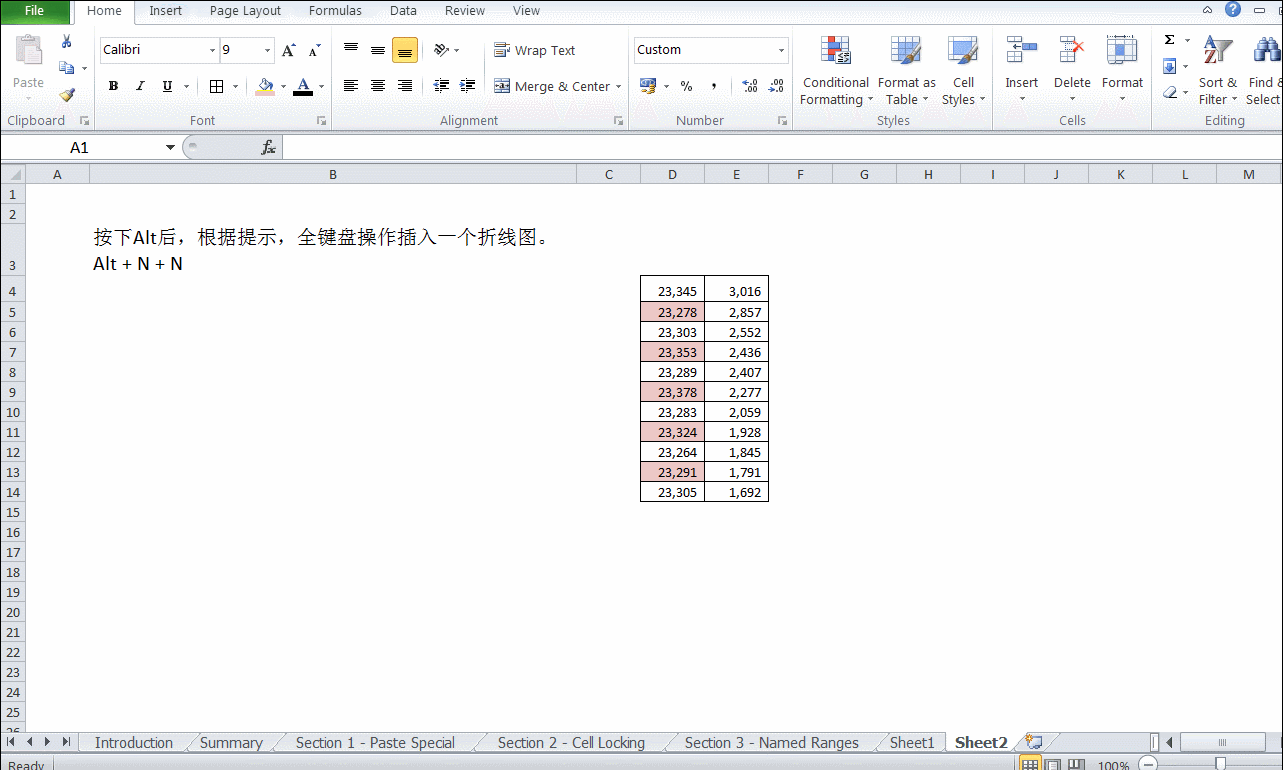 File Home Insert Page Layout Formulas Data Review View
Calibri 9 Wrap Text Custom
Paste B I U Merge & Center % , Conditional Formatting Format as Table Cell Styles Insert Delete Format Σ Sort & Filter Find & Select
Clipboard Font Alignment Number Styles Cells Editing
A1 fx
A B C D E F G H I J K L M
1
2
按下Alt后，根据提示，全键盘操作插入一个折线图。
3 Alt + N + N
4 23,345 3,016
5 23,278 2,857
6 23,303 2,552
7 23,353 2,436
8 23,289 2,407
9 23,378 2,277
10 23,283 2,059
11 23,324 1,928
12 23,264 1,845
13 23,291 1,791
14 23,305 1,692
15
16
17
18
19
20
21
22
23
24
25
26
Introduction Summary Section 1 - Paste Special Section 2 - Cell Locking Section 3 - Named Ranges Sheet1 Sheet2
Ready 100%